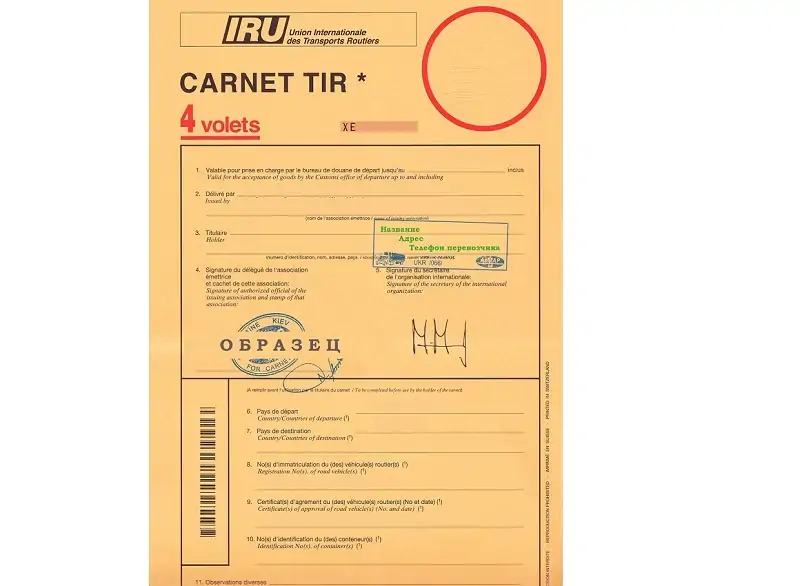 IRU Union Internationale
des Transports Routiers
CARNET TIR *
4 volets
XE
1. Valable pour prise en charge par le bureau de douane de départ jusqu'au inclus
Valid for the acceptance of goods by the Customs office of departure up to and including
2. Délivré par
Issued by
(nom de l'association émettrice / name of issuing association)
3. Titulaire
Holder
Название
Адрес
Телефон перевозчика
(numéro d'identification, nom, adresse, pays /
UKR /066/
4. Signature du délégué de l'association
émettrice
et cachet de cette association:
Signature of authorized official of the
issuing association and stamp of that
association:
5. Signature du secrétaire
de l'organisation internationale:
Signature of the secretary of the international
organization:
KIEV
ОБРАЗЕЦ
FOR CARNE
(A remplir avant l'utilisation par le titulaire du carnet / To be completed before use by the holder of the carnet)
6. Pays de départ
Country/Countries of departure (¹)
7. Pays de destination
Country/Countries of destination (¹)
8. No(s) d'immatriculation du (des) véhicule(s) routier(s) (¹)
Registration No(s). of road vehicle(s) (¹)
9. Certificat(s) d'agrément du (des) véhicule(s) routier(s) (No et date) (¹)
Certificate(s) of approval of road vehicle(s) (No. and date) (¹)
10. No(s) d'identification du (des) conteneur(s) (¹)
Identification No(s). of container(s) (¹)
11. Observations diverses
REPRODUCTION PROHIBITED - IMPRIMÉ EN SUISSE - PRINTED IN SWITZERLAND